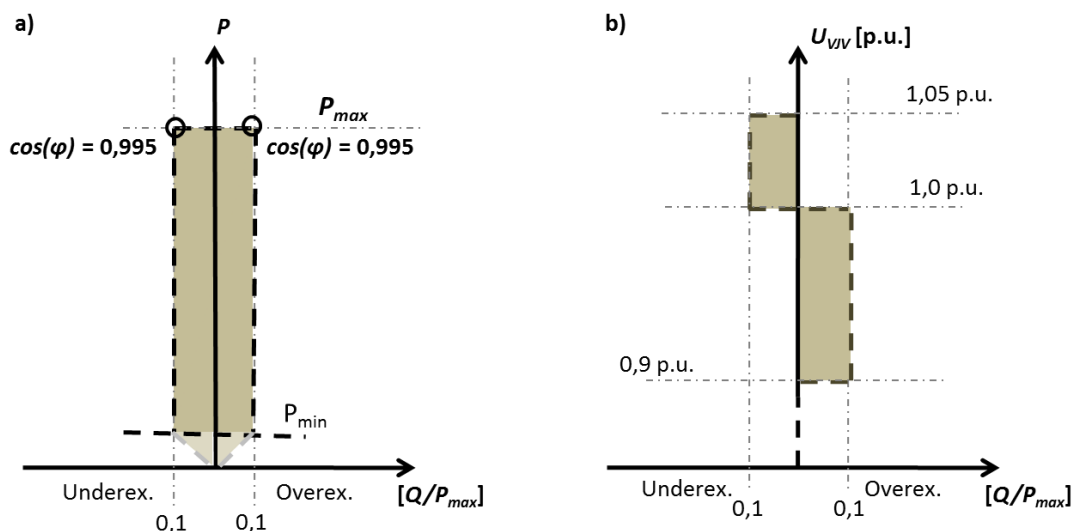 a)
P
P_max
cos(φ) = 0,995
cos(φ) = 0,995
P_min
Underex.
Overex.
[Q/P_max]
0,1
0,1
b)
U_VJV [p.u.]
1,05 p.u.
1,0 p.u.
0,9 p.u.
Underex.
Overex.
[Q/P_max]
0,1
0,1